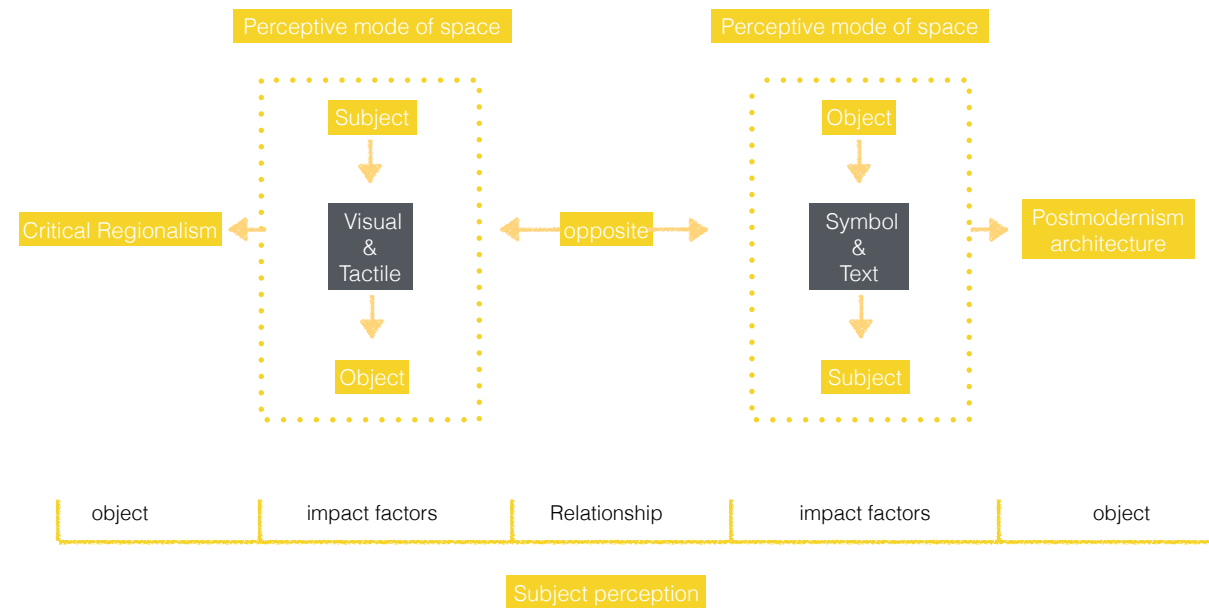 Perceptive mode of space
Perceptive mode of space
Subject
Object
Critical Regionalism
Visual
&
Tactile
opposite
Symbol
&
Text
Postmodernism
architecture
Object
Subject
object
impact factors
Relationship
impact factors
object
Subject perception